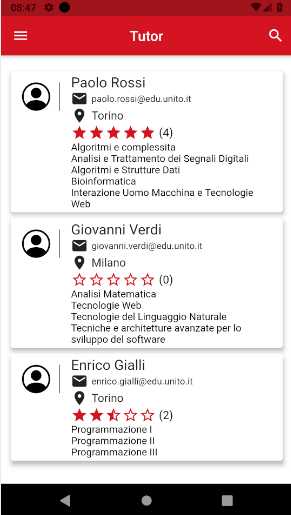 08:47
Tutor
Paolo Rossi
paolo.rossi@edu.unito.it
Torino
(4)
Algoritmi e complessita
Analisi e Trattamento dei Segnali Digitali
Algoritmi e Strutture Dati
Bioinformatica
Interazione Uomo Macchina e Tecnologie
Web
Giovanni Verdi
giovanni.verdi@edu.unito.it
Milano
(0)
Analisi Matematica
Tecnologie Web
Tecnologie del Linguaggio Naturale
Tecniche e architetture avanzate per lo
sviluppo del software
Enrico Gialli
enrico.gialli@edu.unito.it
Torino
(2)
Programmazione I
Programmazione II
Programmazione III